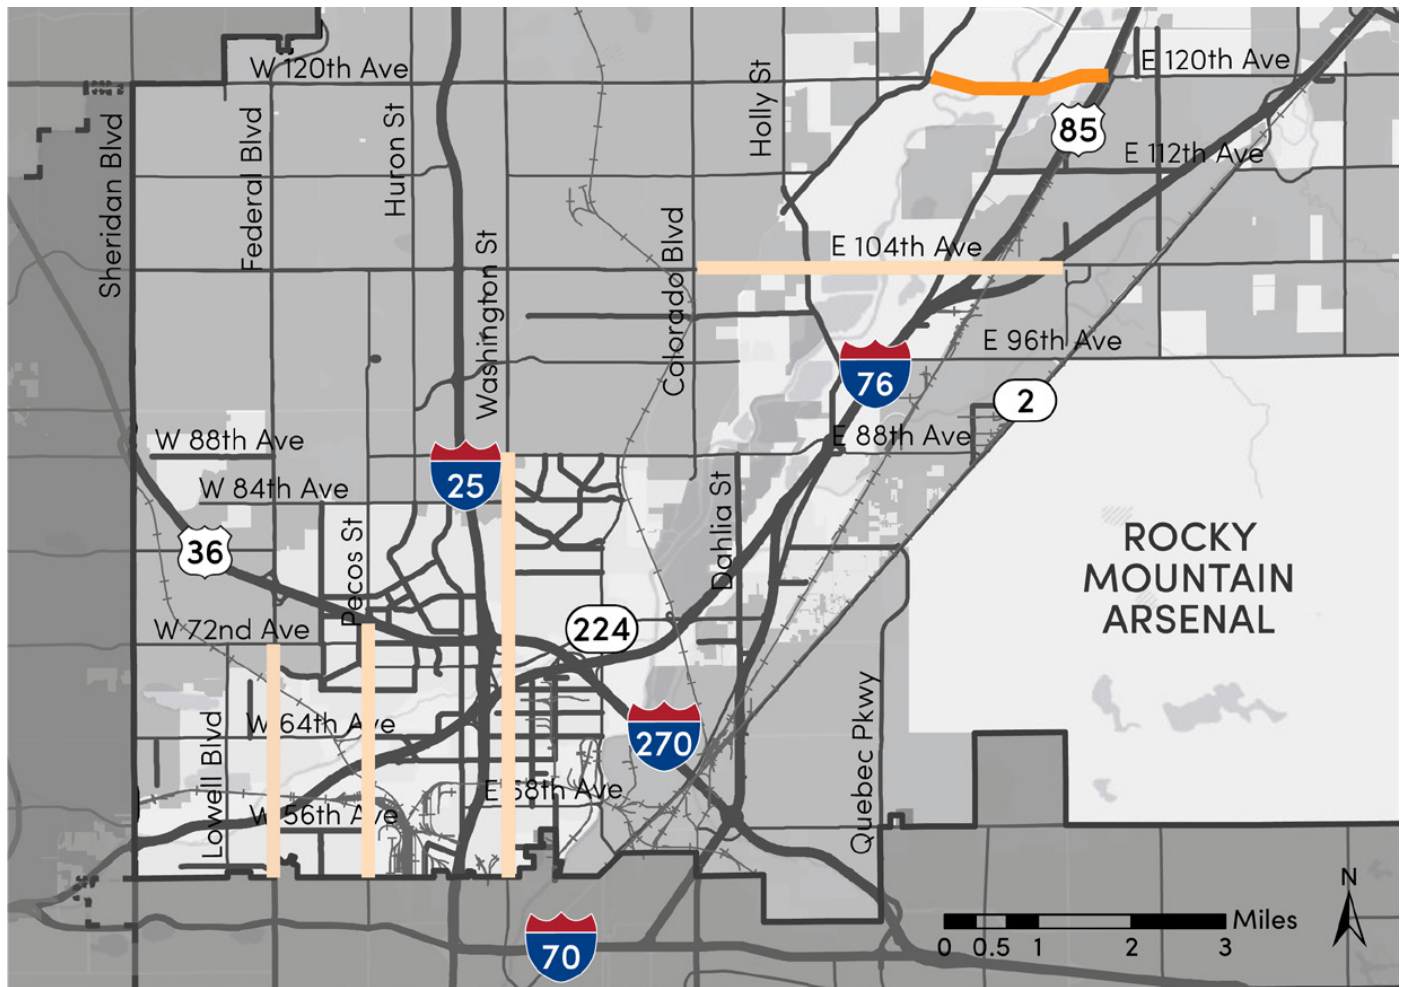 W 120th Ave
Holly St
E 120th Ave
85
Sheridan Blvd
Federal Blvd
Huron St
E 112th Ave
Washington St
Colorado Blvd
E 104th Ave
E 96th Ave
76
2
W 88th Ave
E 88th Ave
25
W 84th Ave
36
Pecos St
Dahlia St
ROCKY
MOUNTAIN
ARSENAL
W 72nd Ave
224
W 64th Ave
Lowell Blvd
270
Quebec Pkwy
E 58th Ave
W 56th Ave
N
Miles
0 0.5 1 2 3
70